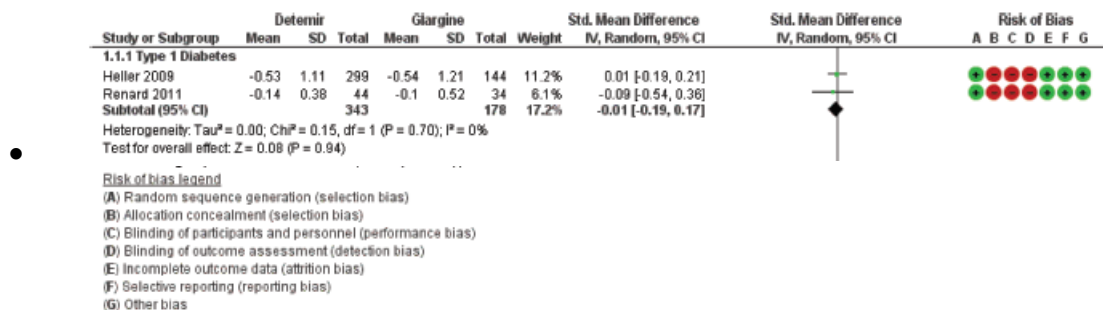 Detemir Glargine Std. Mean Difference Std. Mean Difference Risk of Bias
Study or Subgroup Mean SD Total Mean SD Total Weight IV, Random, 95% CI IV, Random, 95% CI A B C D E F G
1.1.1 Type 1 Diabetes
Heller 2009 -0.53 1.11 299 -0.54 1.21 144 11.2% 0.01 [-0.19, 0.21]
Renard 2011 -0.14 0.38 44 -0.1 0.52 34 6.1% -0.09 [-0.54, 0.36]
Subtotal (95% CI) 343 178 17.2% -0.01 [-0.19, 0.17]
Heterogeneity: Tau² = 0.00; Chi² = 0.15, df = 1 (P = 0.70); I² = 0%
Test for overall effect: Z = 0.08 (P = 0.94)
Risk of bias legend
(A) Random sequence generation (selection bias)
(B) Allocation concealment (selection bias)
(C) Blinding of participants and personnel (performance bias)
(D) Blinding of outcome assessment (detection bias)
(E) Incomplete outcome data (attrition bias)
(F) Selective reporting (reporting bias)
(G) Other bias